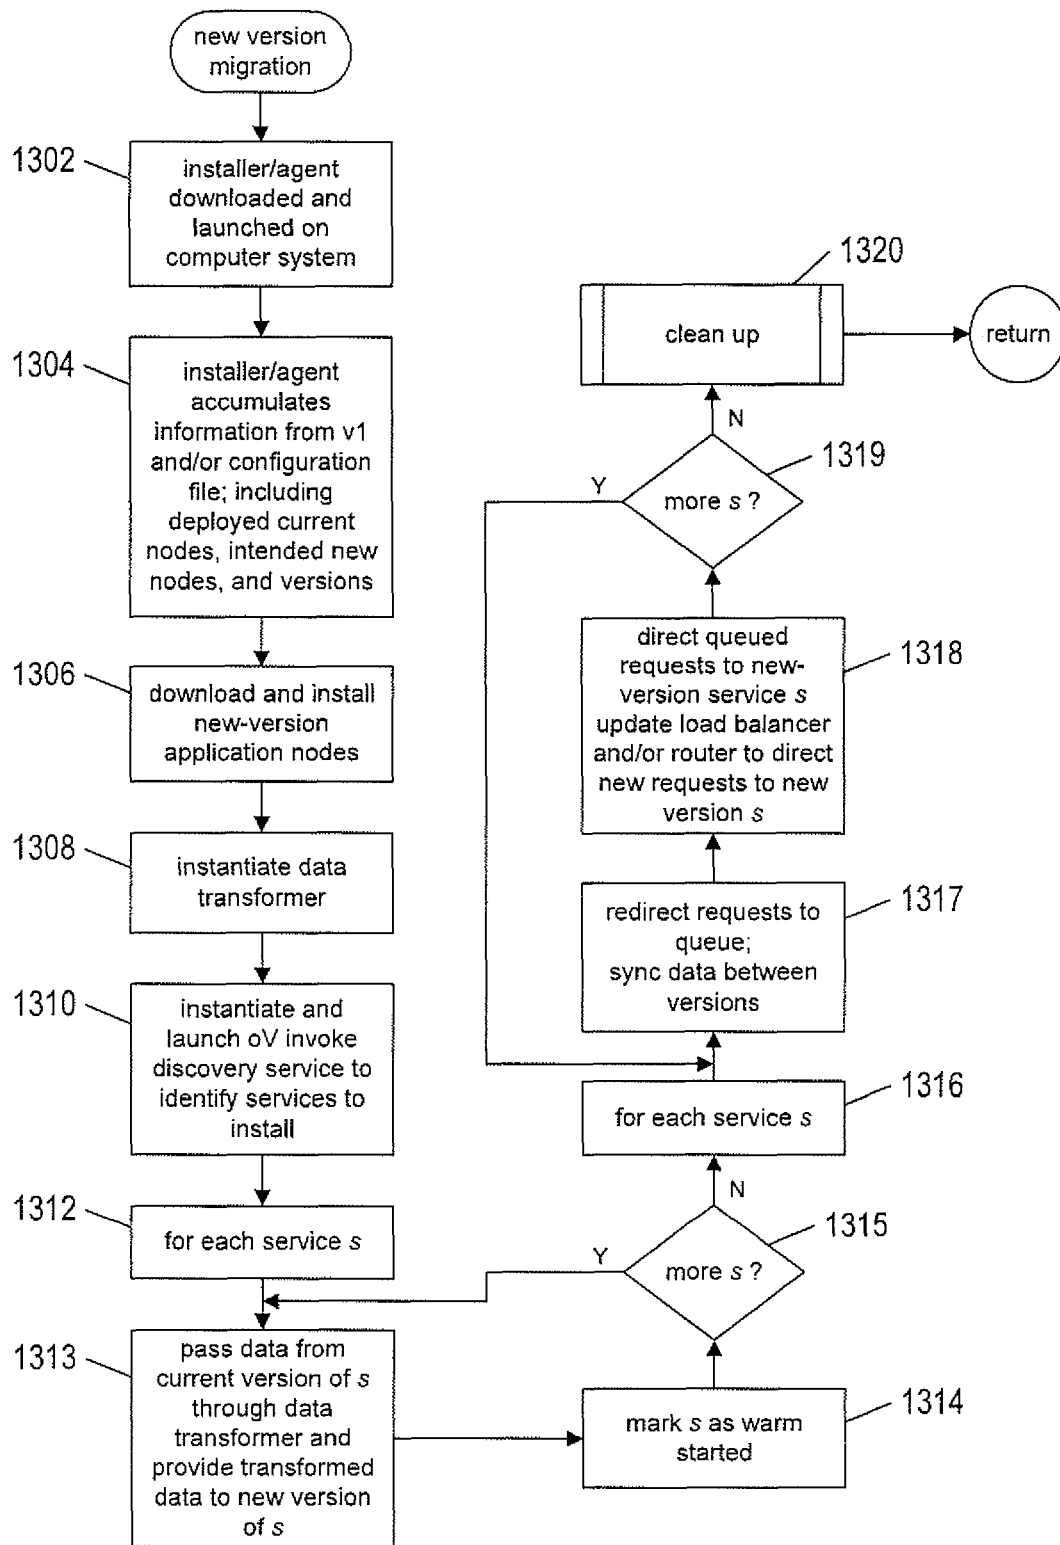 new version
migration
1302
installer/agent
downloaded and
launched on
computer system
1304
installer/agent
accumulates
information from v1
and/or configuration
file; including
deployed current
nodes, intended new
nodes, and versions
1306
download and install
new-version
application nodes
1308
instantiate data
transformer
1310
instantiate and
launch oV invoke
discovery service to
identify services to
install
1312
for each service s
1313
pass data from
current version of s
through data
transformer and
provide transformed
data to new version
of s
1314
mark s as warm
started
1315
more s ?
Y
N
1316
for each service s
1317
redirect requests to
queue;
sync data between
versions
1318
direct queued
requests to new-
version service s
update load balancer
and/or router to direct
new requests to new
version s
1319
more s ?
Y
N
1320
clean up
return